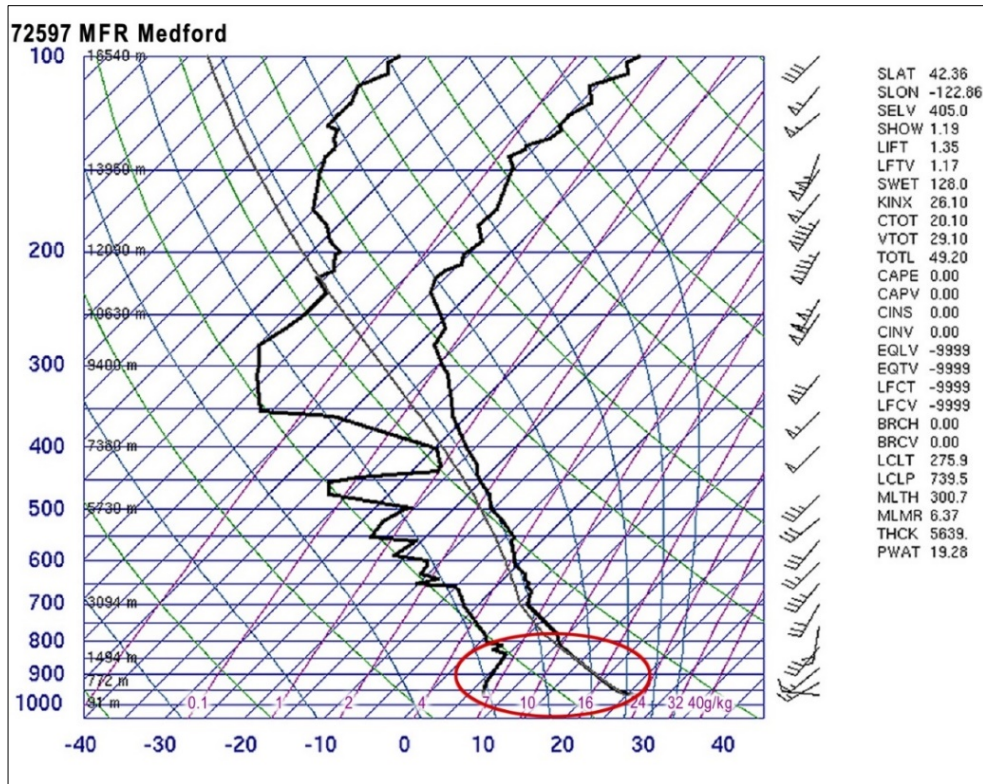 72597 MFR Medford
100 16540 m
13950 m
200 12090 m
10630 m
300 9400 m
400 7380 m
500 5730 m
600
700 3094 m
800
1494 m
900 772 m
1000 91 m
0.1 1 2 4 7 10 16 24 32 40g/kg
-40 -30 -20 -10 0 10 20 30 40
SLAT 42.36
SLON -122.86
SELV 405.0
SHOW 1.19
LIFT 1.35
LFTV 1.17
SWET 128.0
KINX 26.10
CTOT 20.10
VTOT 29.10
TOTL 49.20
CAPE 0.00
CAPV 0.00
CINS 0.00
CINV 0.00
EQLV -9999
EQTV -9999
LFCT -9999
LFCV -9999
BRCH 0.00
BRCV 0.00
LCLT 275.9
LCLP 739.5
MLTH 300.7
MLMR 6.37
THCK 5639.
PWAT 19.28